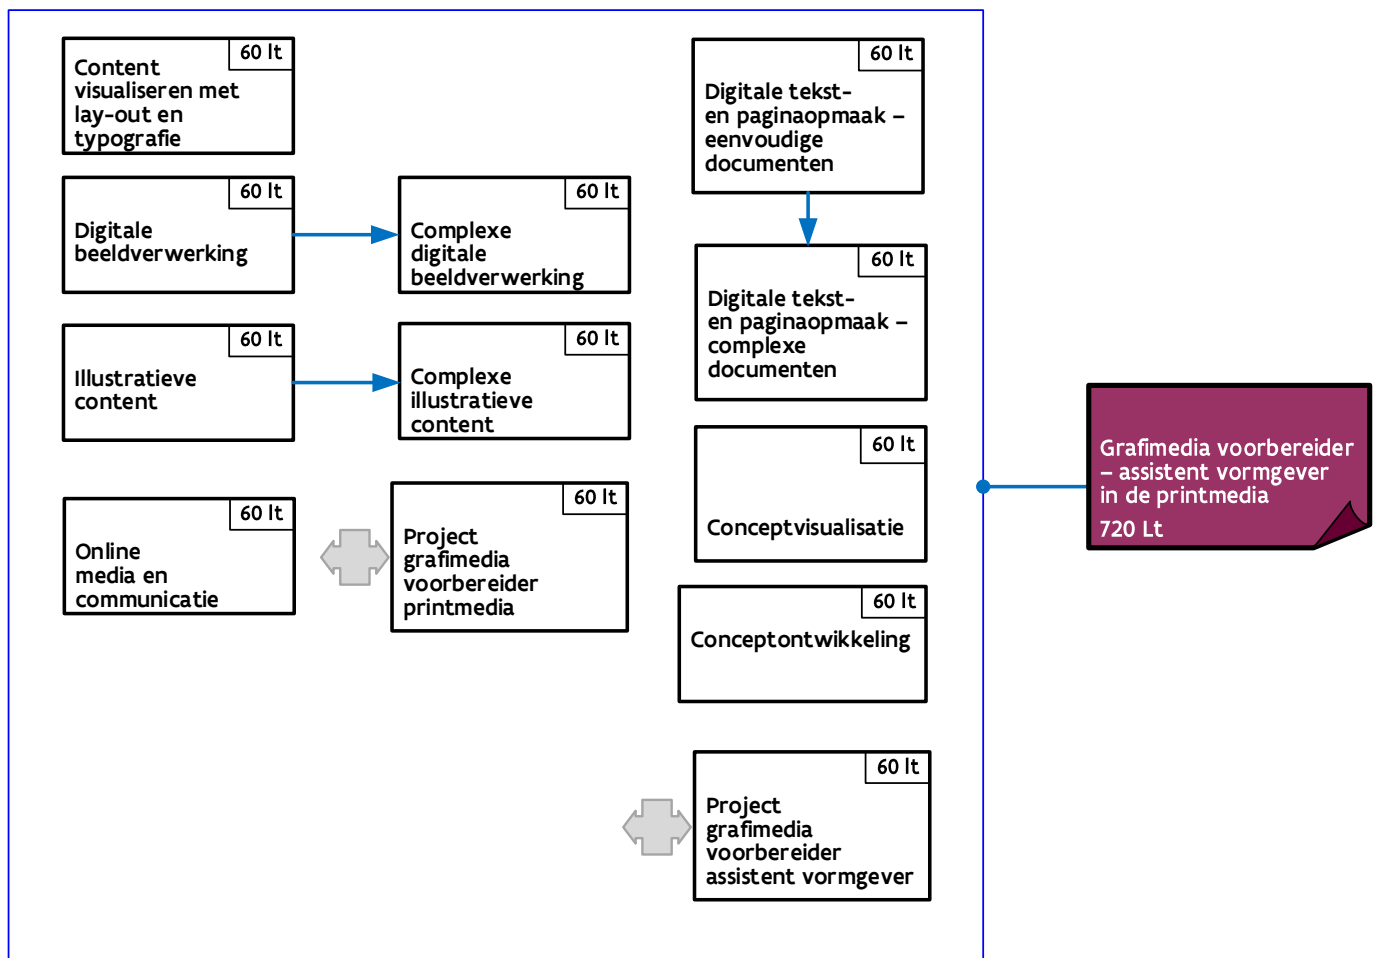 60 lt
Content
visualiseren met
lay-out en
typografie
60 lt
Digitale
beeldverwerking
60 lt
Complexe
digitale
beeldverwerking
60 lt
Illustratieve
content
60 lt
Complexe
illustratieve
content
60 lt
Online
media en
communicatie
60 lt
Project
grafimedia
voorbereider
printmedia
60 lt
Digitale tekst-
en paginaopmaak –
eenvoudige
documenten
60 lt
Digitale tekst-
en paginaopmaak –
complexe
documenten
60 lt
Conceptvisualisatie
60 lt
Conceptontwikkeling
60 lt
Project
grafimedia
voorbereider
assistent vormgever
Grafimedia voorbereider
– assistent vormgever
in de printmedia
720 Lt